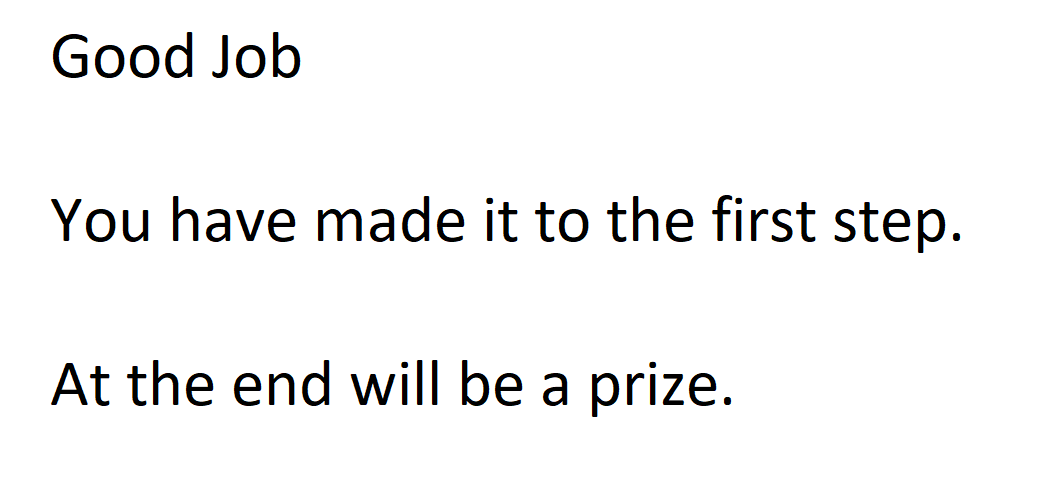 Good Job
You have made it to the first step.
At the end will be a prize.